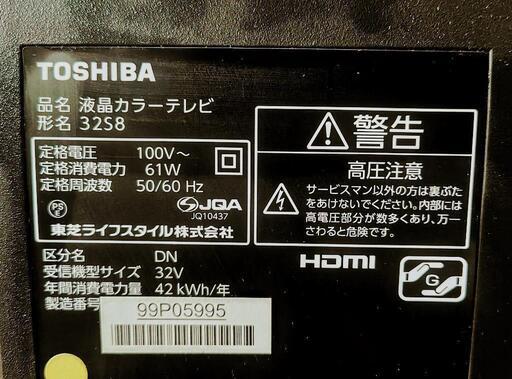 TOSHIBA
品名 液晶カラーテレビ
形名 32S8
定格電圧 100V～
定格消費電力 61W
定格周波数 50/60 Hz
PS
E
JQA
JQ10437
東芝ライフスタイル株式会社
区分名 DN
受信機型サイズ 32V
年間消費電力量 42 kWh/年
製造番号
99P05995
警告
高圧注意
サービスマン以外の方は裏ぶた
をあけないでください。内部には
高電圧部分が数多くあり、万一
さわると危険です。
HDMI
G